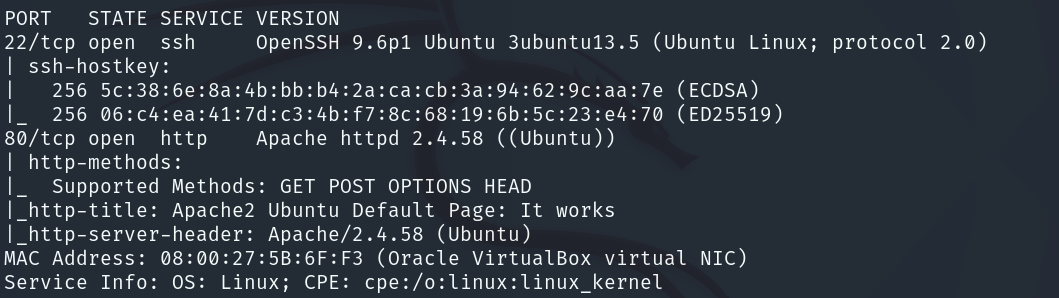 PORT   STATE SERVICE VERSION
22/tcp open  ssh     OpenSSH 9.6p1 Ubuntu 3ubuntu13.5 (Ubuntu Linux; protocol 2.0)
| ssh-hostkey:
|   256 5c:38:6e:8a:4b:bb:b4:2a:ca:cb:3a:94:62:9c:aa:7e (ECDSA)
|_  256 06:c4:ea:41:7d:c3:4b:f7:8c:68:19:6b:5c:23:e4:70 (ED25519)
80/tcp open  http    Apache httpd 2.4.58 ((Ubuntu))
| http-methods:
|_  Supported Methods: GET POST OPTIONS HEAD
|_http-title: Apache2 Ubuntu Default Page: It works
|_http-server-header: Apache/2.4.58 (Ubuntu)
MAC Address: 08:00:27:5B:6F:F3 (Oracle VirtualBox virtual NIC)
Service Info: OS: Linux; CPE: cpe:/o:linux:linux_kernel